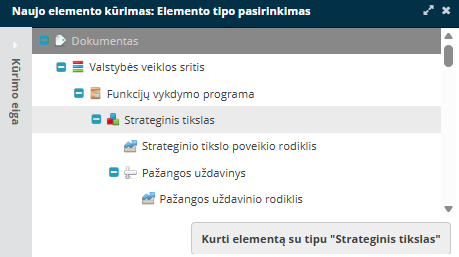 Naujo elemento kūrimas: Elemento tipo pasirinkimas
Kūrimo eiga
Dokumentas
Valstybės veiklos sritis
Funkcijų vykdymo programa
Strateginis tikslas
Strateginio tikslo poveikio rodiklis
Pažangos uždavinys
Pažangos uždavinio rodiklis
Kurti elementą su tipu "Strateginis tikslas"